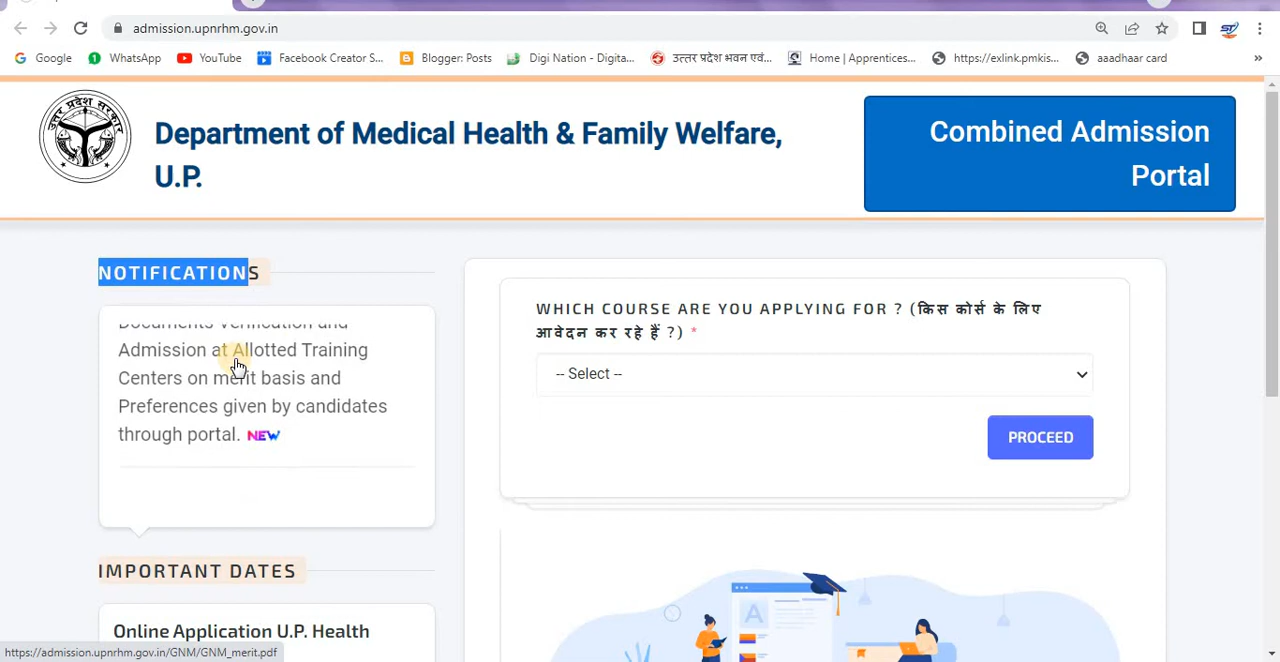 admission.upnrhm.gov.in
Google
WhatsApp
YouTube
Facebook Creator S...
Blogger: Posts
Digi Nation - Digita...
उत्तर प्रदेश भवन एवं...
Home | Apprentices...
https://exlink.pmkis...
aaadhaar card
»
Department of Medical Health & Family Welfare,
U.P.
Combined Admission
Portal
NOTIFICATIONS
Documents Verification and
Admission at Allotted Training
Centers on merit basis and
Preferences given by candidates
through portal. NEW
WHICH COURSE ARE YOU APPLYING FOR ? (किस कोर्स के लिए
आवेदन कर रहे हैं ?) *
-- Select --
PROCEED
IMPORTANT DATES
Online Application U.P. Health
A
https://admission.upnrhm.gov.in/GNM/GNM_merit.pdf